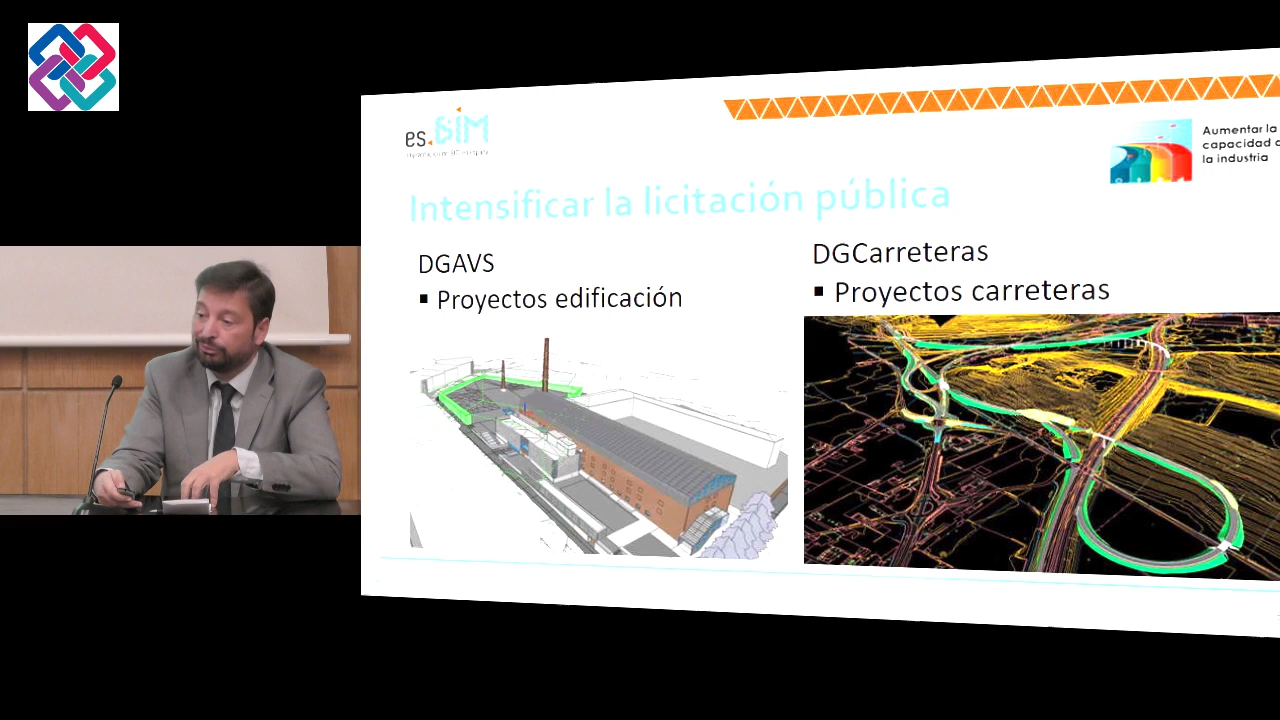 es.BIM
Aumentar la
capacidad d
la industria
Intensificar la licitación pública
DGAVS
▪ Proyectos edificación
DGCarreteras
▪ Proyectos carreteras